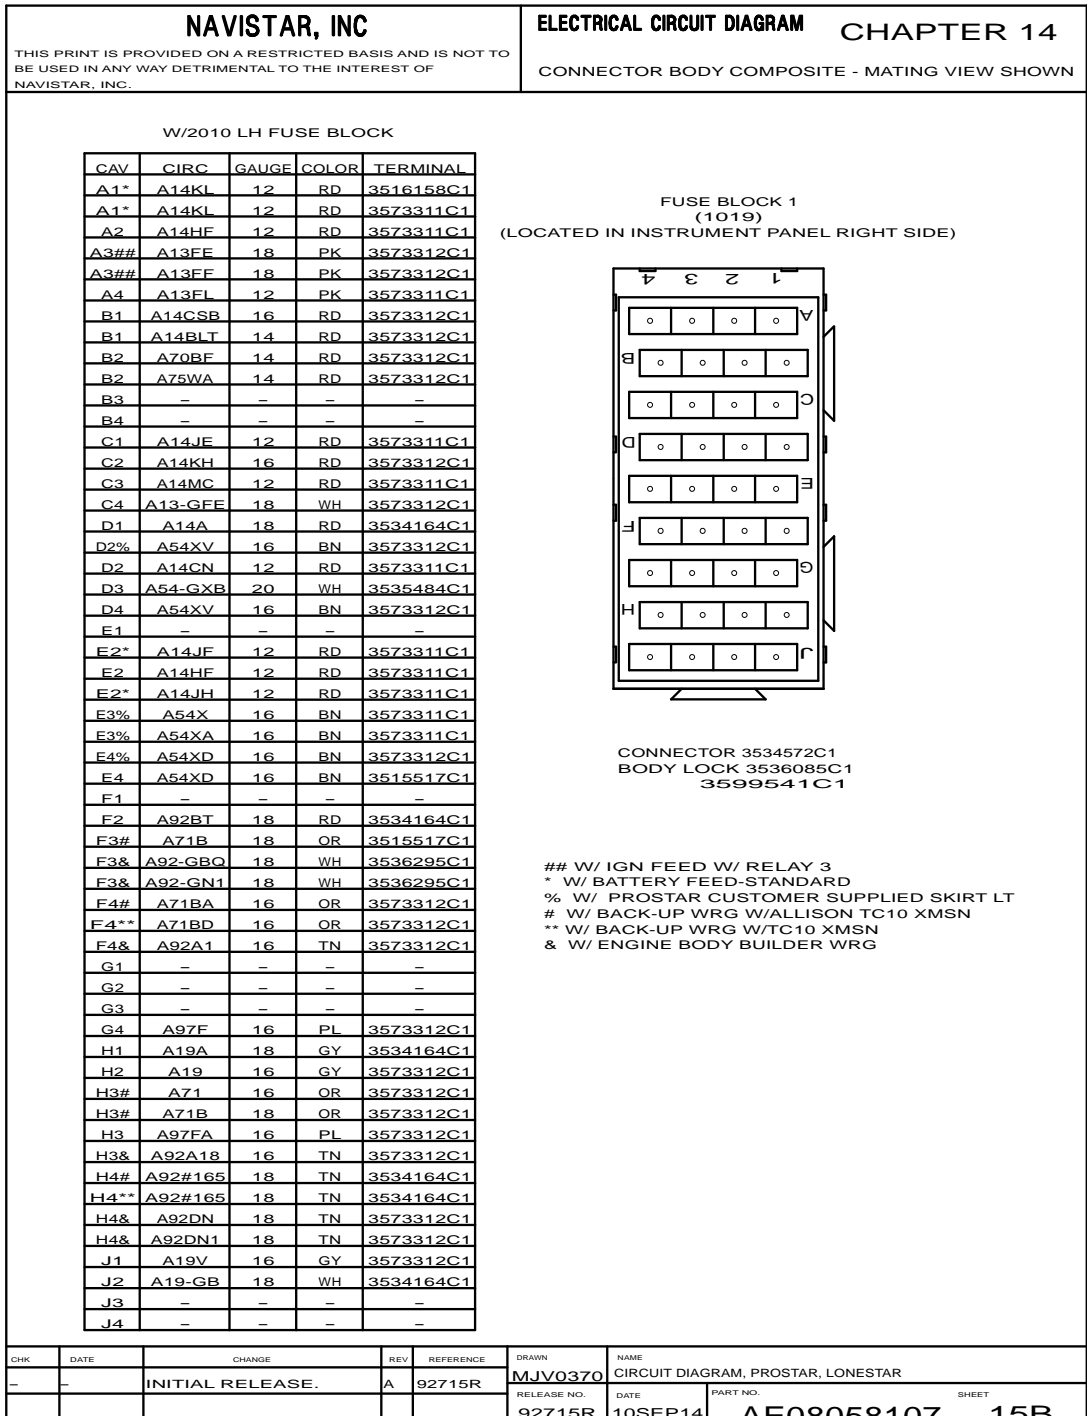 NAVISTAR, INC
THIS PRINT IS PROVIDED ON A RESTRICTED BASIS AND IS NOT TO
BE USED IN ANY WAY DETRIMENTAL TO THE INTEREST OF
NAVISTAR, INC.
ELECTRICAL CIRCUIT DIAGRAM CHAPTER 14
CONNECTOR BODY COMPOSITE - MATING VIEW SHOWN
W/2010 LH FUSE BLOCK
CAV CIRC GAUGE COLOR TERMINAL
A1* A14KL 12 RD 3516158C1
A1* A14KL 12 RD 3573311C1
A2 A14HF 12 RD 3573311C1
A3## A13FE 18 PK 3573312C1
A3## A13FF 18 PK 3573312C1
A4 A13FL 12 PK 3573311C1
B1 A14CSB 16 RD 3573312C1
B1 A14BLT 14 RD 3573312C1
B2 A70BF 14 RD 3573312C1
B2 A75WA 14 RD 3573312C1
B3 – – – –
B4 – – – –
C1 A14JE 12 RD 3573311C1
C2 A14KH 16 RD 3573312C1
C3 A14MC 12 RD 3573311C1
C4 A13-GFE 18 WH 3573312C1
D1 A14A 18 RD 3534164C1
D2% A54XV 16 BN 3573312C1
D2 A14CN 12 RD 3573311C1
D3 A54-GXB 20 WH 3535484C1
D4 A54XV 16 BN 3573312C1
E1 – – – –
E2* A14JF 12 RD 3573311C1
E2 A14HF 12 RD 3573311C1
E2* A14JH 12 RD 3573311C1
E3% A54X 16 BN 3573311C1
E3% A54XA 16 BN 3573311C1
E4% A54XD 16 BN 3573312C1
E4 A54XD 16 BN 3515517C1
F1 – – – –
F2 A92BT 18 RD 3534164C1
F3# A71B 18 OR 3515517C1
F3& A92-GBQ 18 WH 3536295C1
F3& A92-GN1 18 WH 3536295C1
F4# A71BA 16 OR 3573312C1
F4** A71BD 16 OR 3573312C1
F4& A92A1 16 TN 3573312C1
G1 – – – –
G2 – – – –
G3 – – – –
G4 A97F 16 PL 3573312C1
H1 A19A 18 GY 3534164C1
H2 A19 16 GY 3573312C1
H3# A71 16 OR 3573312C1
H3# A71B 18 OR 3573312C1
H3 A97FA 16 PL 3573312C1
H3& A92A18 16 TN 3573312C1
H4# A92#165 18 TN 3534164C1
H4** A92#165 18 TN 3534164C1
H4& A92DN 18 TN 3573312C1
H4& A92DN1 18 TN 3573312C1
J1 A19V 16 GY 3573312C1
J2 A19-GB 18 WH 3534164C1
J3 – – – –
J4 – – – –
FUSE BLOCK 1
(1019)
(LOCATED IN INSTRUMENT PANEL RIGHT SIDE)
4 3 2 1
A
B
C
D
E
F
G
H
J
CONNECTOR 3534572C1
BODY LOCK 3536085C1
3599541C1
## W/ IGN FEED W/ RELAY 3
* W/ BATTERY FEED-STANDARD
% W/ PROSTAR CUSTOMER SUPPLIED SKIRT LT
# W/ BACK-UP WRG W/ALLISON TC10 XMSN
** W/ BACK-UP WRG W/TC10 XMSN
& W/ ENGINE BODY BUILDER WRG
CHK DATE CHANGE REV REFERENCE
– – INITIAL RELEASE. A 92715R
DRAWN
MJV0370
NAME
CIRCUIT DIAGRAM, PROSTAR, LONESTAR
RELEASE NO.
92715R
DATE
10SEP14
PART NO.
AE08058107
SHEET
15B